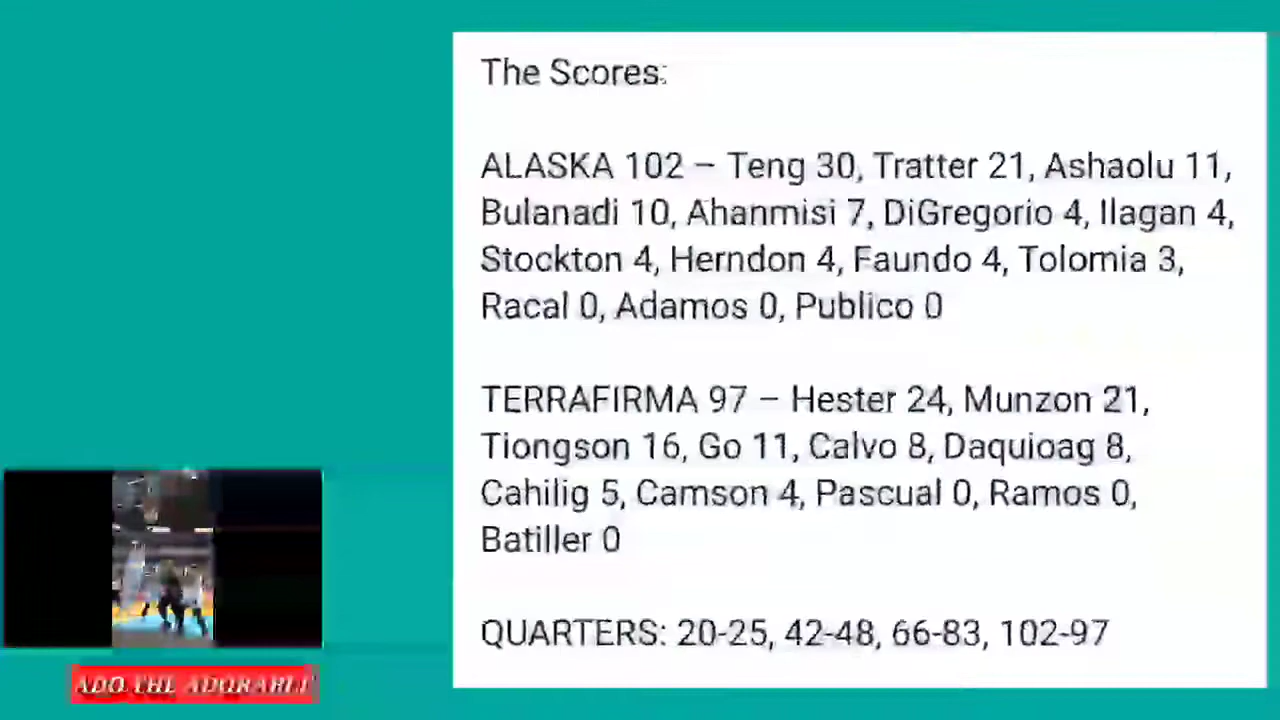 The Scores:
ALASKA 102 – Teng 30, Tratter 21, Ashaolu 11,
Bulanadi 10, Ahanmisi 7, DiGregorio 4, Ilagan 4,
Stockton 4, Herndon 4, Faundo 4, Tolomia 3,
Racal 0, Adamos 0, Publico 0
TERRAFIRMA 97 – Hester 24, Munzon 21,
Tiongson 16, Go 11, Calvo 8, Daquioag 8,
Cahilig 5, Camson 4, Pascual 0, Ramos 0,
Batiller 0
QUARTERS: 20-25, 42-48, 66-83, 102-97
ADO THE ADORABLE